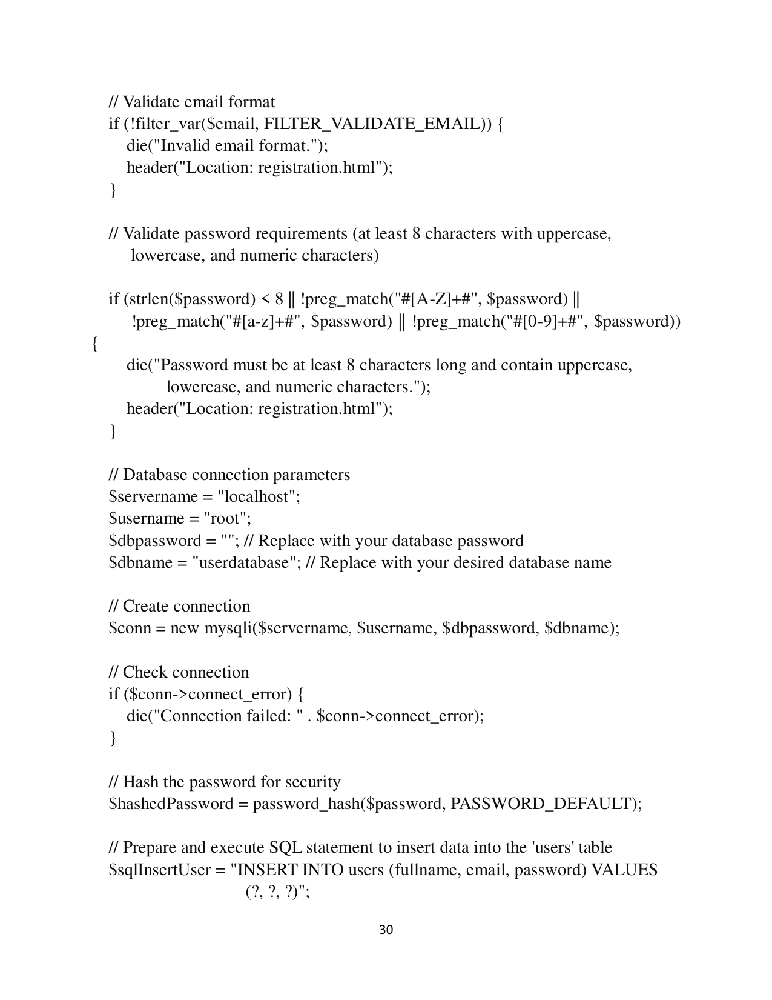 // Validate email format
if (!filter_var($email, FILTER_VALIDATE_EMAIL)) {
die("Invalid email format.");
header("Location: registration.html");
}
// Validate password requirements (at least 8 characters with uppercase,
lowercase, and numeric characters)
if (strlen($password) < 8 || !preg_match("#[A-Z]+#", $password) ||
!preg_match("#[a-z]+#", $password) || !preg_match("#[0-9]+#", $password))
{
die("Password must be at least 8 characters long and contain uppercase,
lowercase, and numeric characters.");
header("Location: registration.html");
}
// Database connection parameters
$servername = "localhost";
$username = "root";
$dbpassword = ""; // Replace with your database password
$dbname = "userdatabase"; // Replace with your desired database name
// Create connection
$conn = new mysqli($servername, $username, $dbpassword, $dbname);
// Check connection
if ($conn->connect_error) {
die("Connection failed: " . $conn->connect_error);
}
// Hash the password for security
$hashedPassword = password_hash($password, PASSWORD_DEFAULT);
// Prepare and execute SQL statement to insert data into the 'users' table
$sqlInsertUser = "INSERT INTO users (fullname, email, password) VALUES
(?, ?, ?)";
30